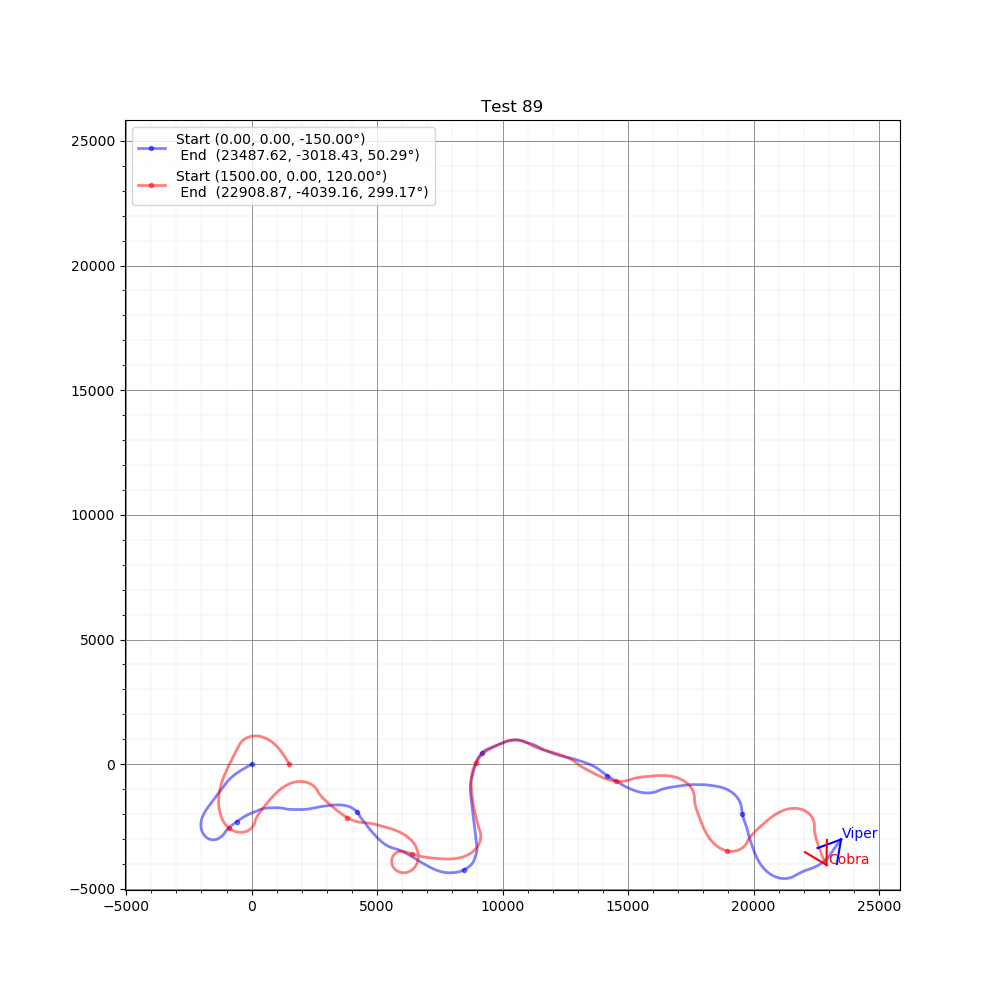 Test 89
Start (0.00, 0.00, -150.00°)
End (23487.62, -3018.43, 50.29°)
Start (1500.00, 0.00, 120.00°)
End (22908.87, -4039.16, 299.17°)
25000
20000
15000
10000
5000
0
−5000
Viper
Cobra
−5000 0 5000 10000 15000 20000 25000